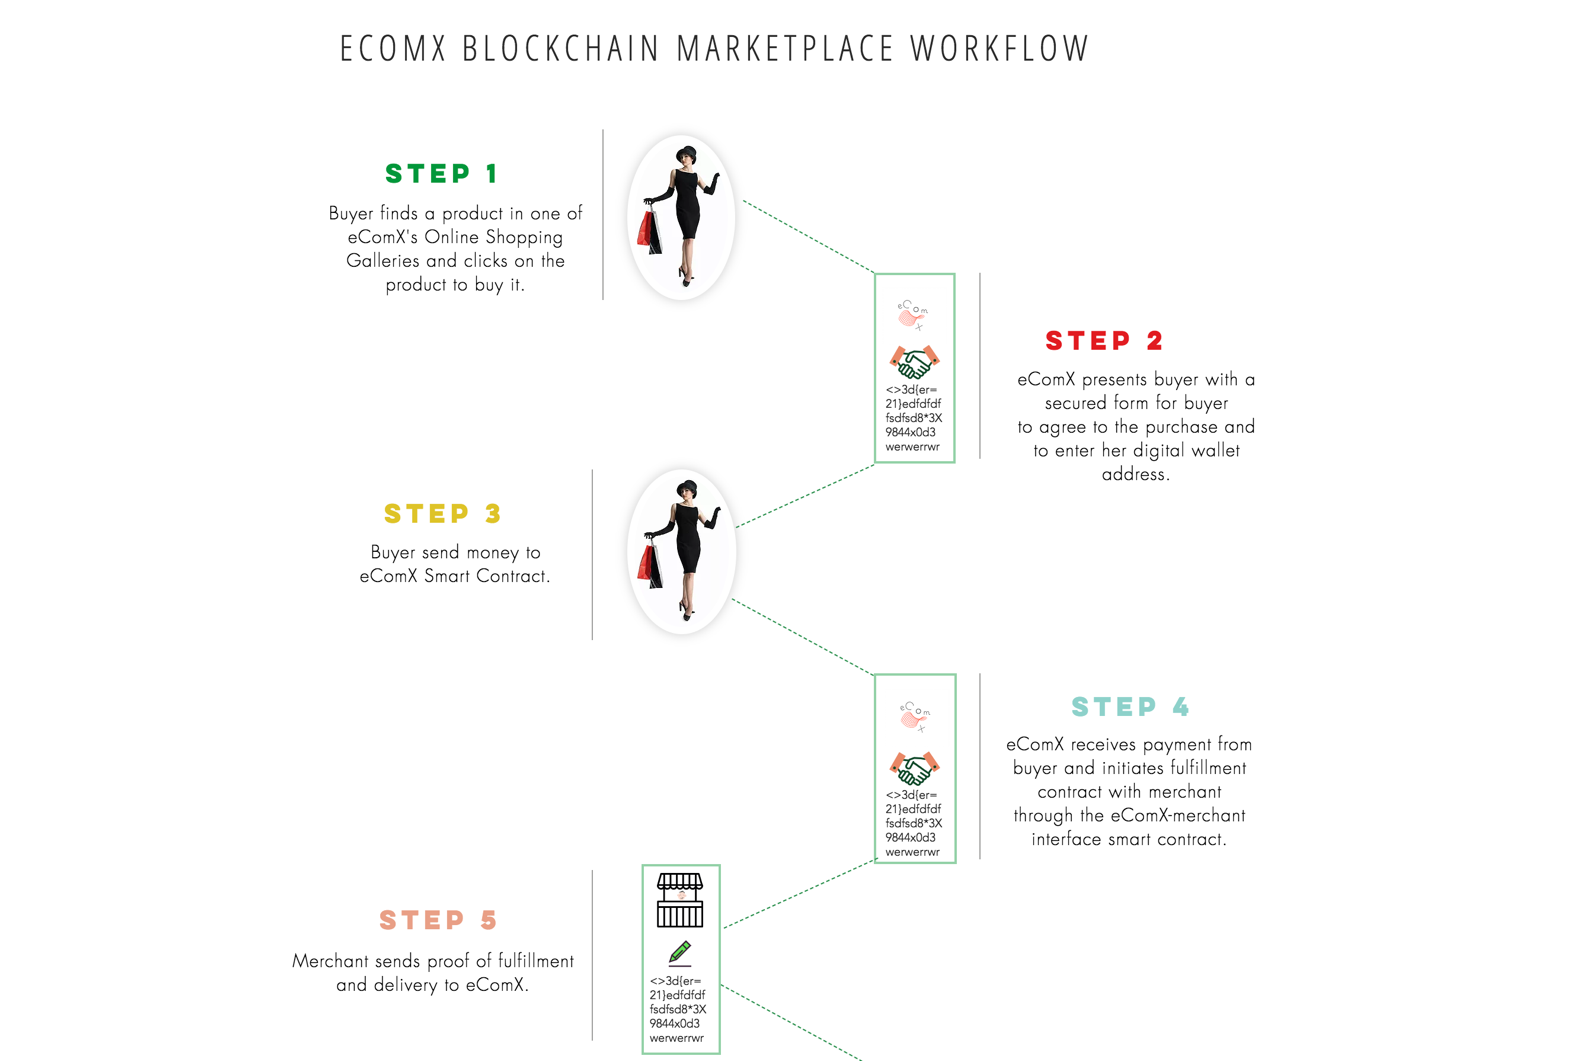 ECOMX BLOCKCHAIN MARKETPLACE WORKFLOW
STEP 1
Buyer finds a product in one of
eComX's Online Shopping
Galleries and clicks on the
product to buy it.
eCom.
X
<>3d{er=
21}edfdfdf
fsdfsd8*3X
9844x0d3
werwerrwr
STEP 2
eComX presents buyer with a
secured form for buyer
to agree to the purchase and
to enter her digital wallet
address.
STEP 3
Buyer send money to
eComX Smart Contract.
eCom.
X
<>3d{er=
21}edfdfdf
fsdfsd8*3X
9844x0d3
werwerrwr
STEP 4
eComX receives payment from
buyer and initiates fulfillment
contract with merchant
through the eComX-merchant
interface smart contract.
STEP 5
Merchant sends proof of fulfillment
and delivery to eComX.
<>3d{er=
21}edfdfdf
fsdfsd8*3X
9844x0d3
werwerrwr